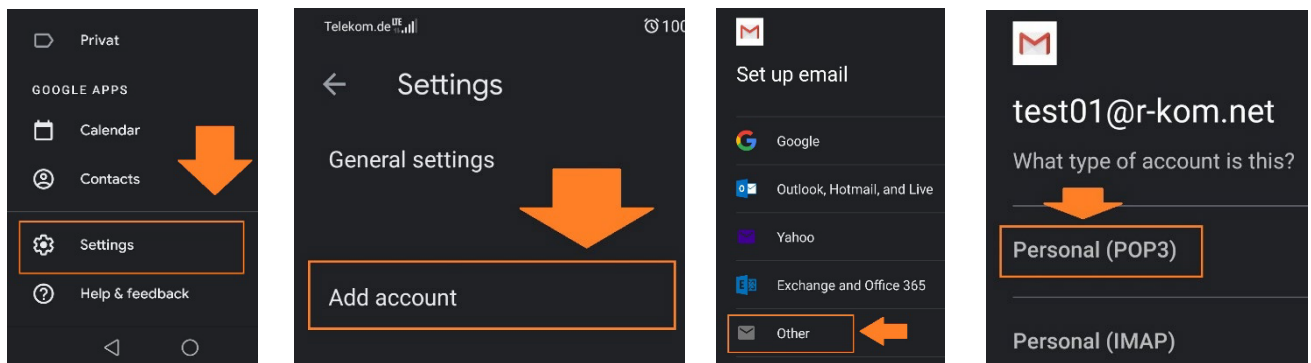 Privat
GOOGLE APPS
Calendar
Contacts
Settings
Help & feedback
Telekom.de
100
Settings
General settings
Add account
Set up email
Google
Outlook, Hotmail, and Live
Yahoo
Exchange and Office 365
Other
test01@r-kom.net
What type of account is this?
Personal (POP3)
Personal (IMAP)